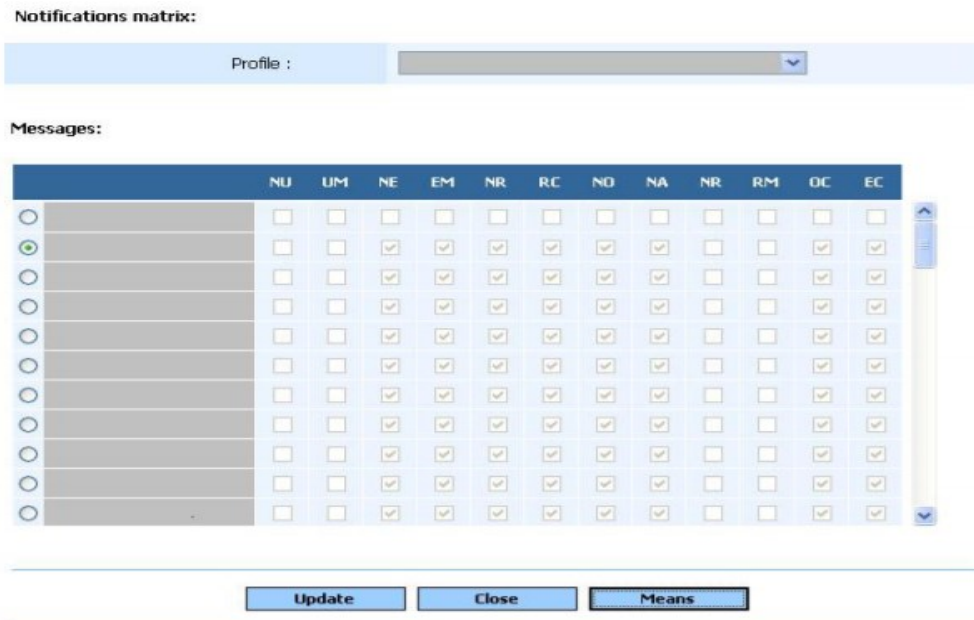 Notifications matrix:
Profile :
Messages:
NU UM NE EM NR RC NO NA NR RM OC EC
Update Close Means